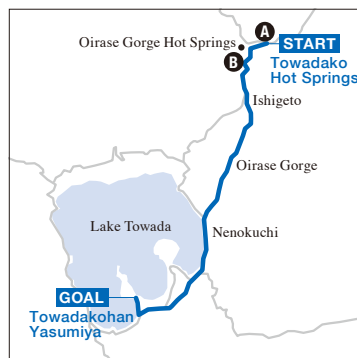 A
Oirase Gorge Hot Springs
START
B
Towadako
Hot Springs
Ishigeto
Oirase Gorge
Lake Towada
Nenokuchi
GOAL
Towadakohan
Yasumiya